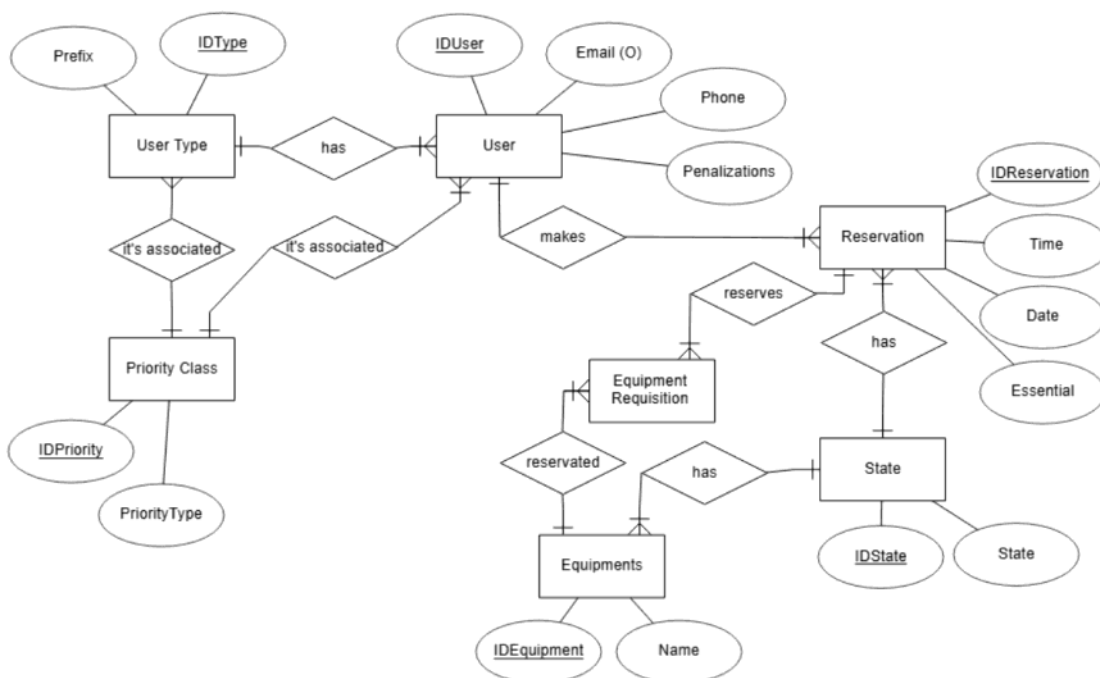 IDType
IDUser
Email (O)
Prefix
Phone
User Type
has
User
Penalizations
IDReservation
it's associated
it's associated
makes
Reservation
Time
reserves
Date
Priority Class
has
Equipment
Requisition
Essential
IDPriority
reservated
has
State
PriorityType
IDState
State
Equipments
IDEquipment
Name